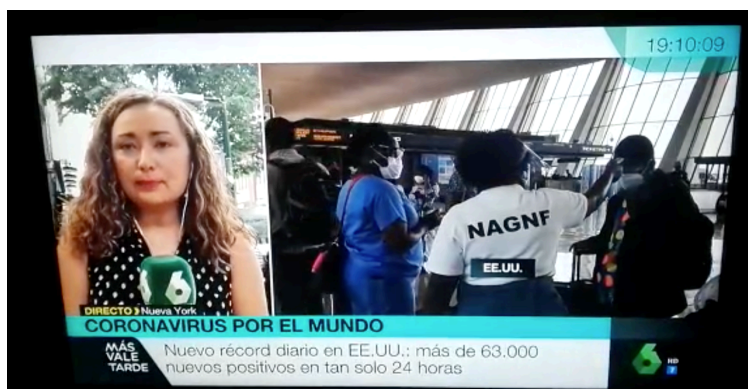 19:10:09
NAGNF
EE.UU.
6
DIRECTO Nueva York
CORONAVIRUS POR EL MUNDO
MÁS
VALE
TARDE
Nuevo récord diario en EE.UU.: más de 63.000
nuevos positivos en tan solo 24 horas
6
HD
7